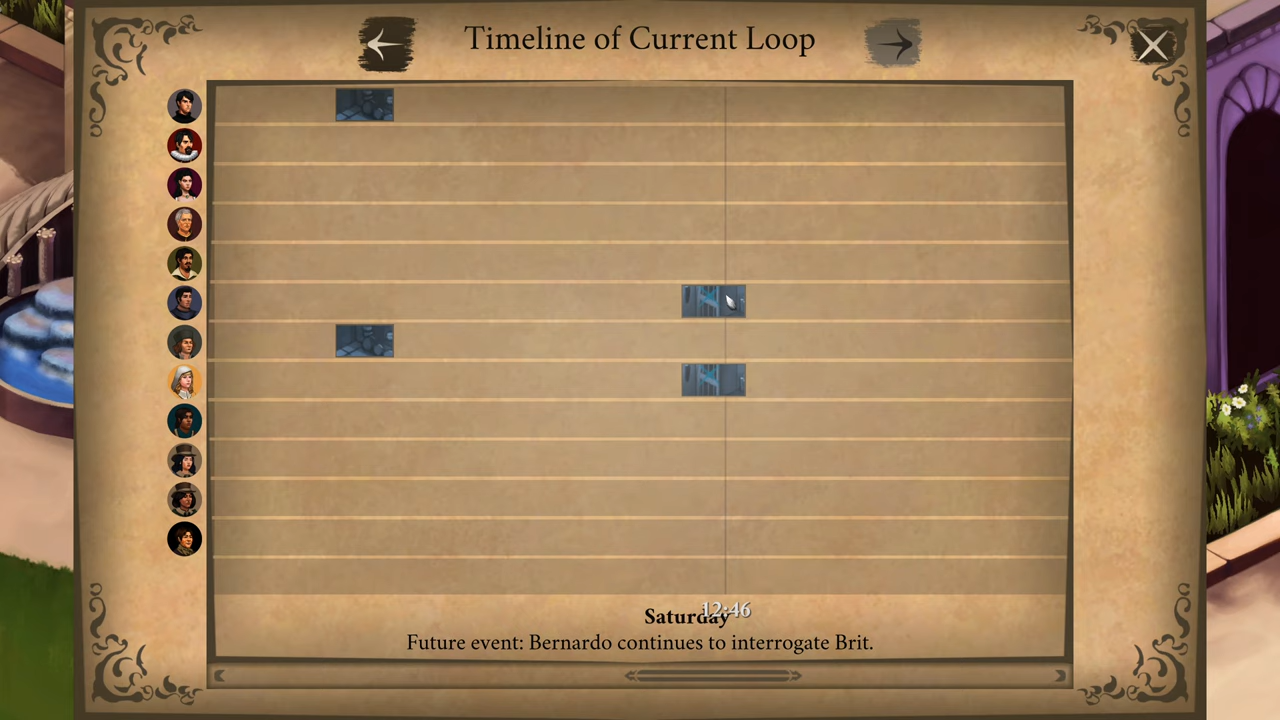 Timeline of Current Loop
Saturday
12:46
Future event: Bernardo continues to interrogate Brit.